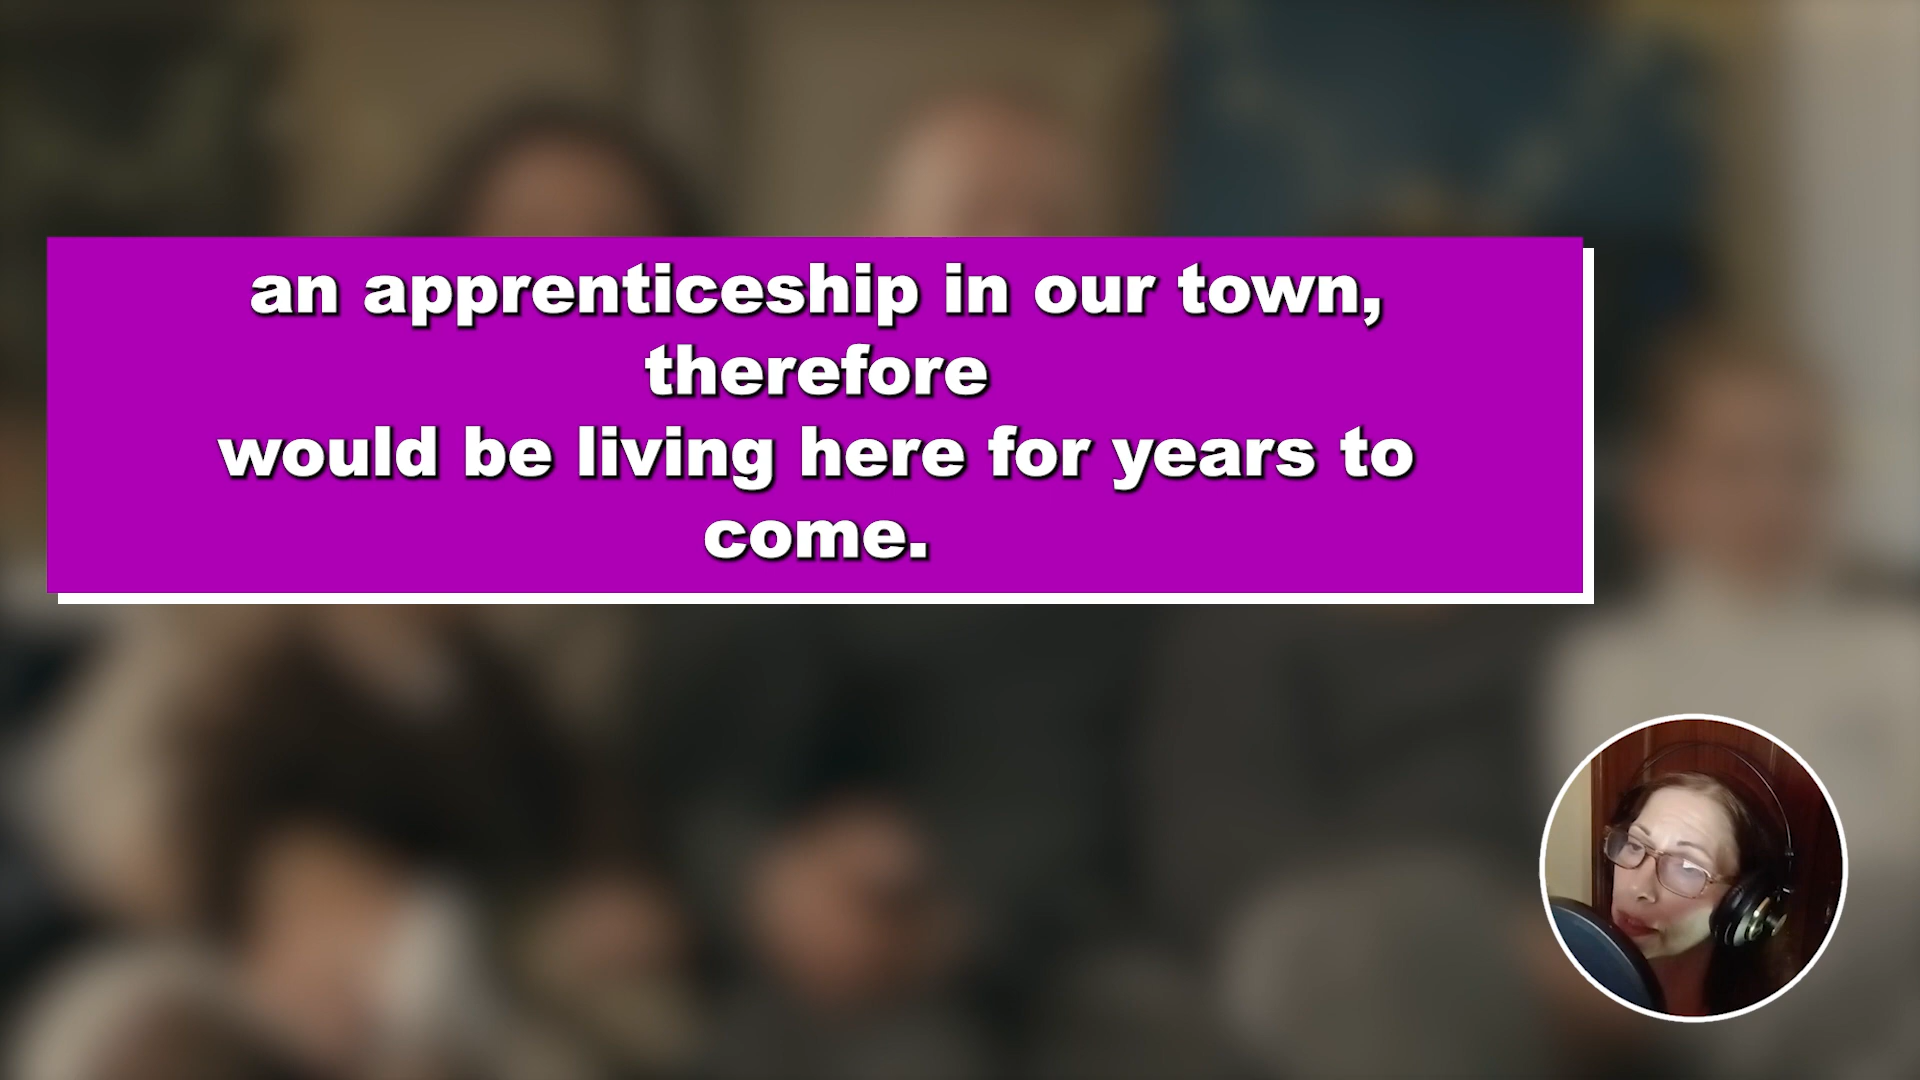 an apprenticeship in our town,
therefore
would be living here for years to
come.